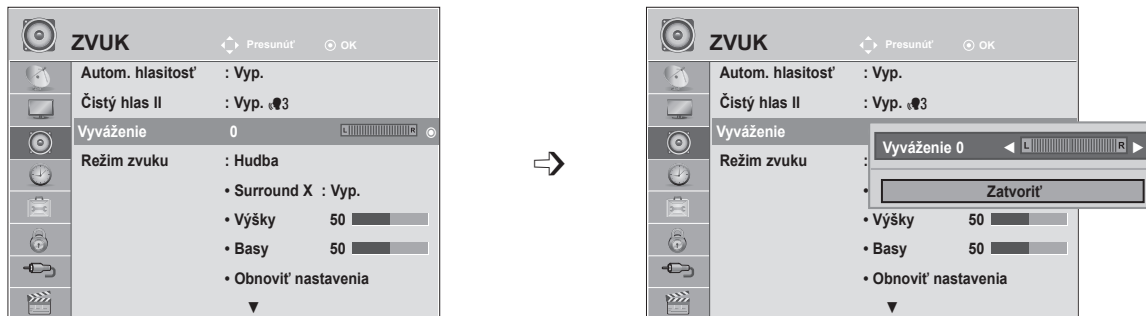 ZVUK
Presunúť OK
Autom. hlasitosť : Vyp.
Čistý hlas II : Vyp. 3
Vyváženie 0 L R
Režim zvuku : Hudba
• Surround X : Vyp.
• Výšky 50
• Basy 50
• Obnoviť nastavenia
ZVUK
Presunúť OK
Autom. hlasitosť : Vyp.
Čistý hlas II : Vyp. 3
Vyváženie
Režim zvuku :
Vyváženie 0 L R
Zatvoriť
•
• Výšky 50
• Basy 50
• Obnoviť nastavenia